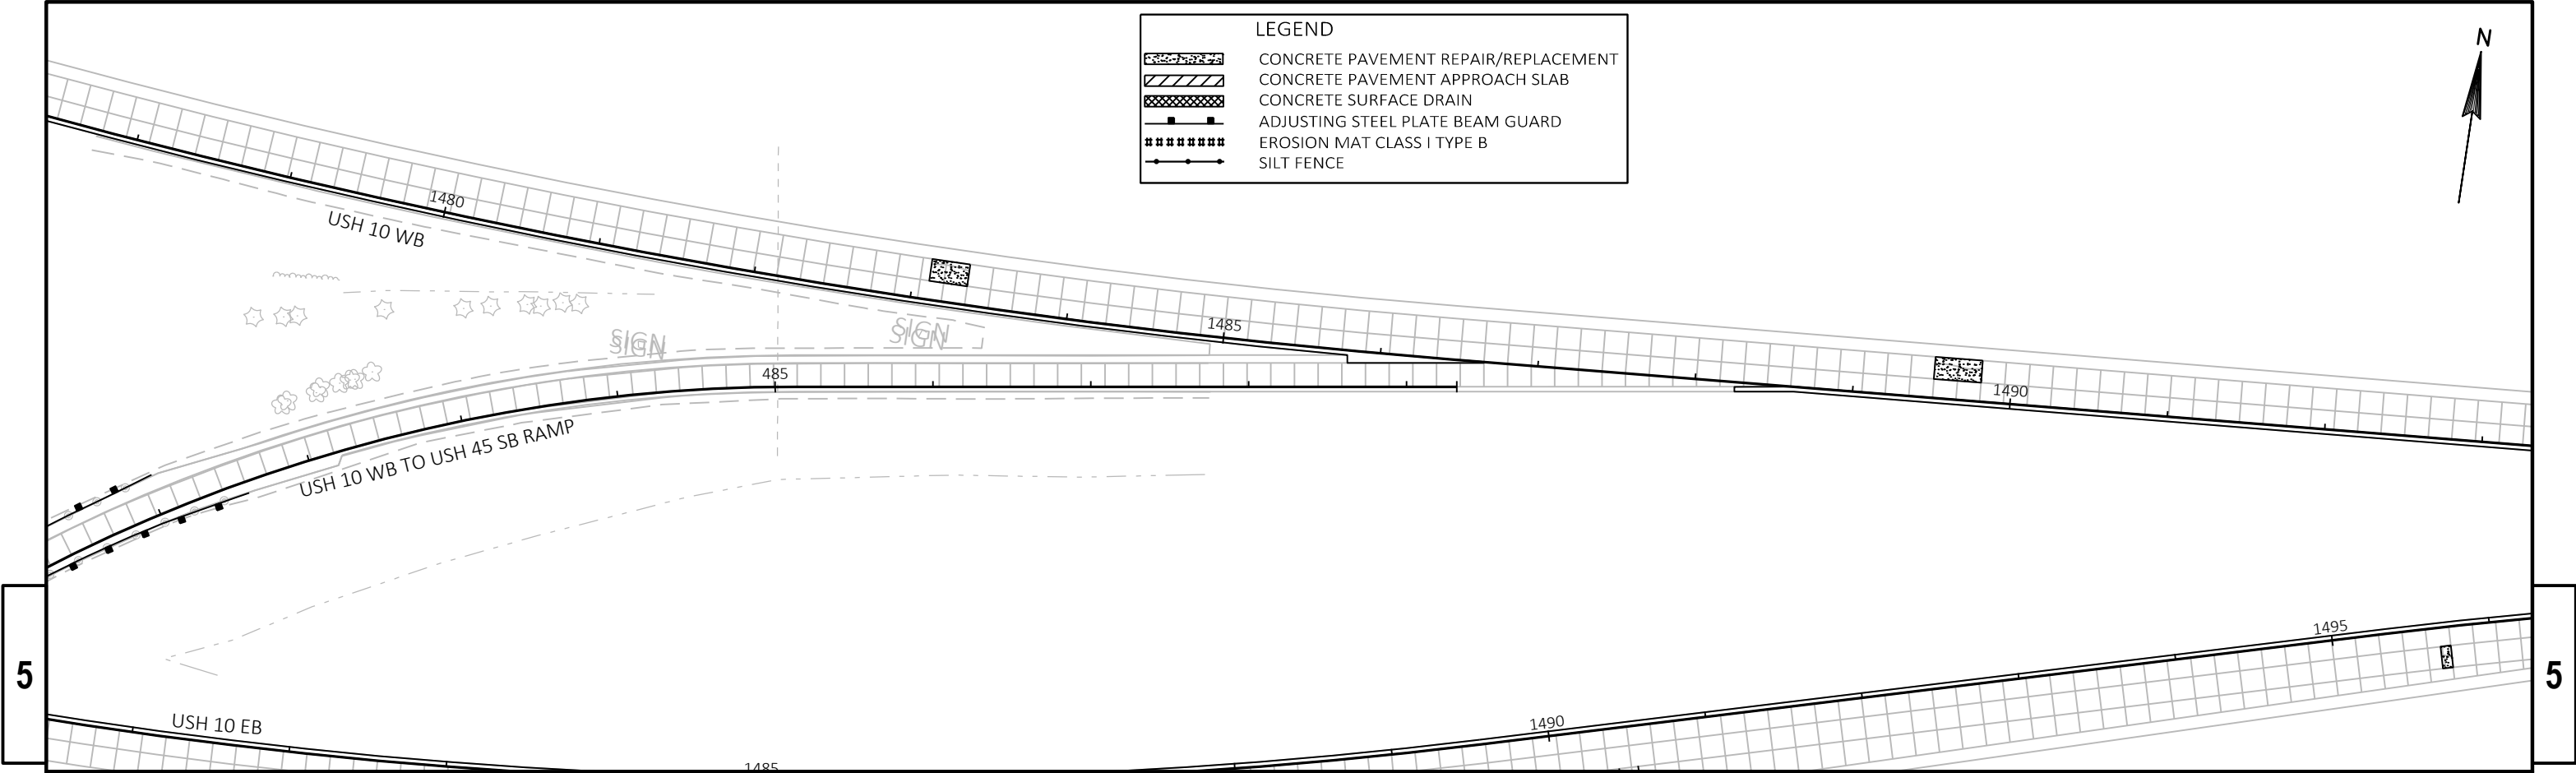 LEGEND
CONCRETE PAVEMENT REPAIR/REPLACEMENT
CONCRETE PAVEMENT APPROACH SLAB
CONCRETE SURFACE DRAIN
ADJUSTING STEEL PLATE BEAM GUARD
EROSION MAT CLASS I TYPE B
SILT FENCE
N
1480
USH 10 WB
SIGN
SIGN
SIGN
SIGN
1485
485
1490
USH 10 WB TO USH 45 SB RAMP
5
5
1495
USH 10 EB
1490
1485